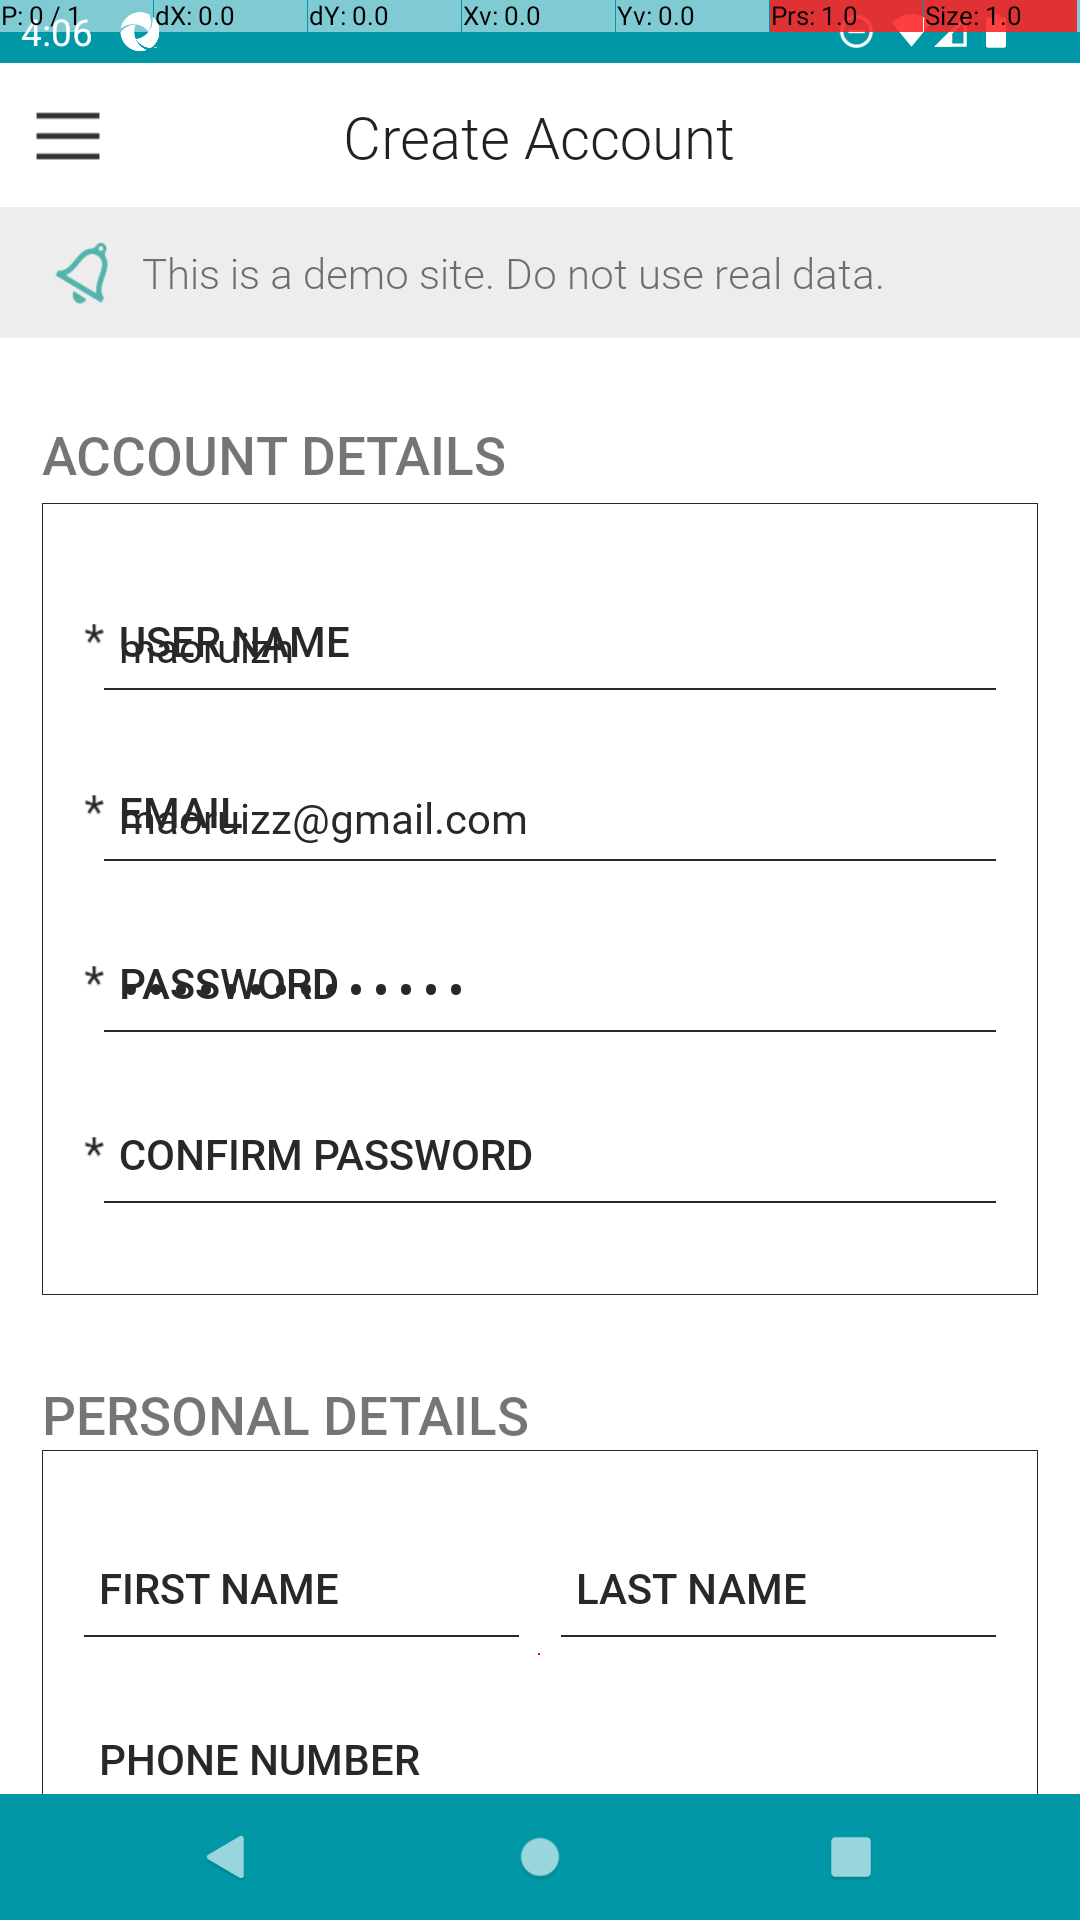 P: 0 / 1 dX: 0.0 dY: 0.0 Xv: 0.0 Yv: 0.0 Prs: 1.0 Size: 1.0
4:06
Create Account
This is a demo site. Do not use real data.
ACCOUNT DETAILS
* USER NAME
maoruizh
* EMAIL
maoruizz@gmail.com
* PASSWORD
••••••••••••••
* CONFIRM PASSWORD
PERSONAL DETAILS
FIRST NAME LAST NAME
PHONE NUMBER